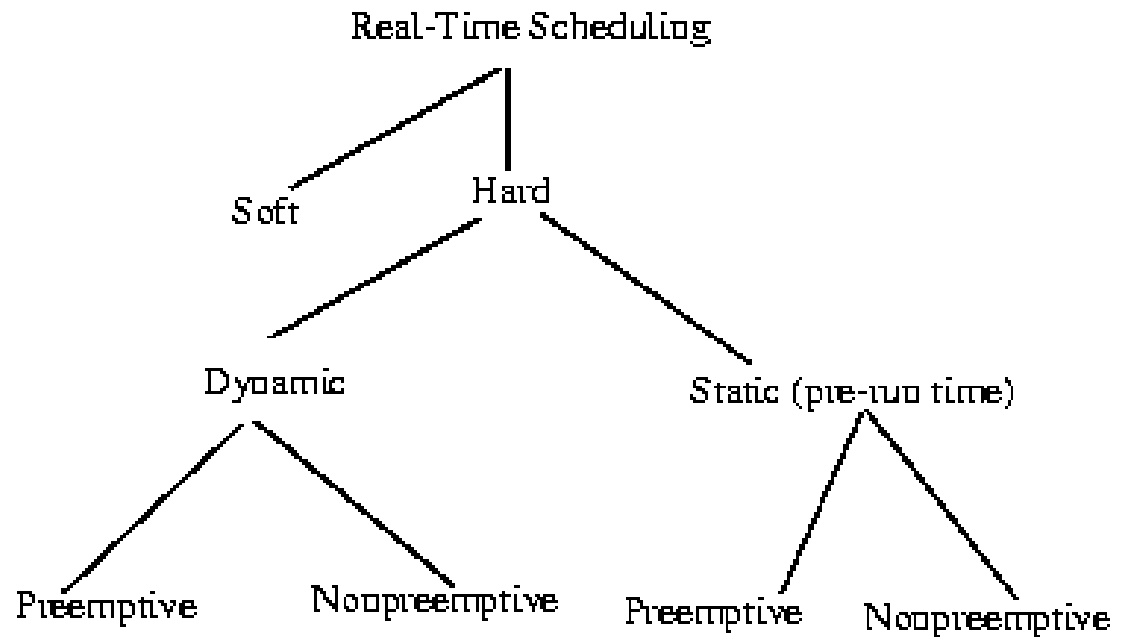 Real-Time Scheduling
Soft
Hard
Dynamic
Static (pre-run time)
Preemptive
Nonpreemptive
Preemptive
Nonpreemptive